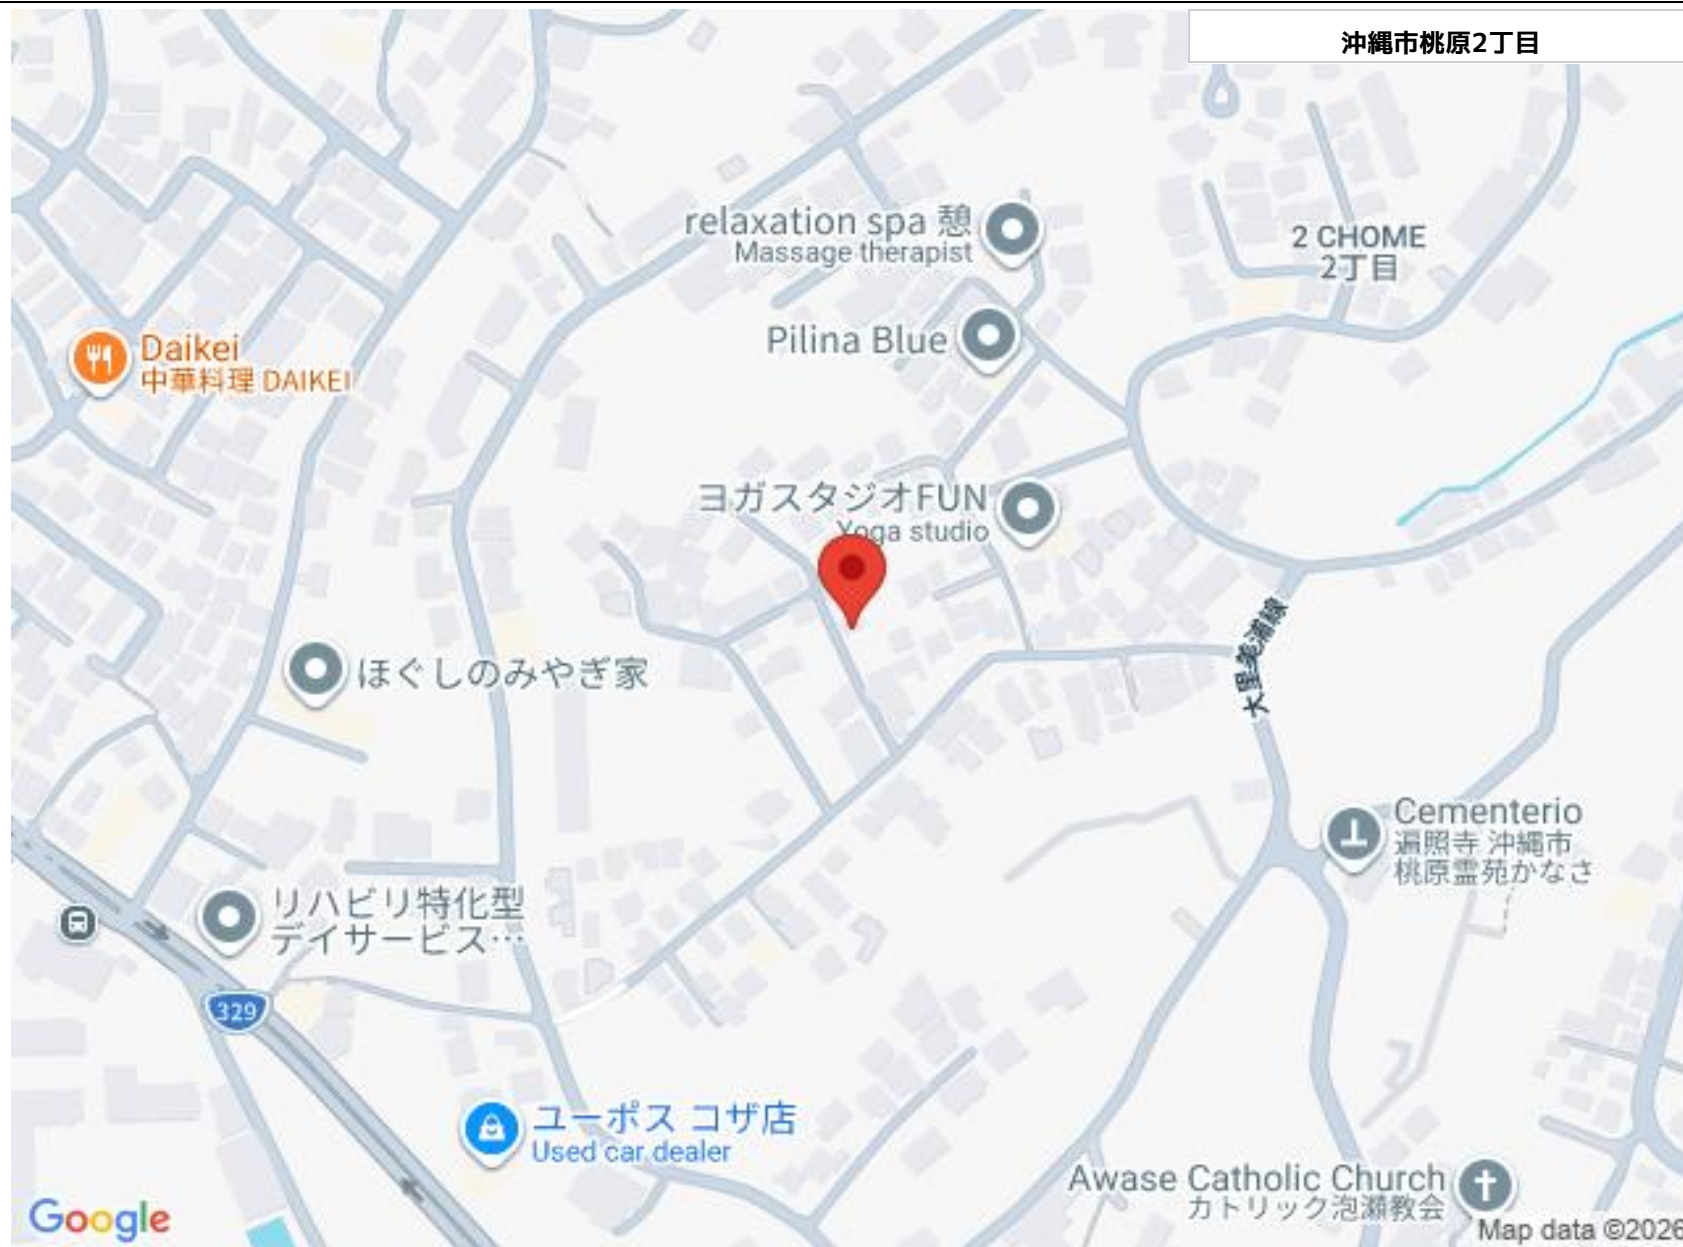 沖縄市桃原2丁目
relaxation spa 憩
Massage therapist
2 CHOME
2丁目
Pilina Blue
Daikei
中華料理 DAIKEI
ヨガスタジオFUN
Yoga studio
大里美浦線
ほぐしのみやぎ家
Cementerio
遍照寺 沖縄市
桃原霊苑かなさ
リハビリ特化型
デイサービス…
329
ユーポス コザ店
Used car dealer
Awase Catholic Church
カトリック泡瀬教会
Google
Map data ©2026